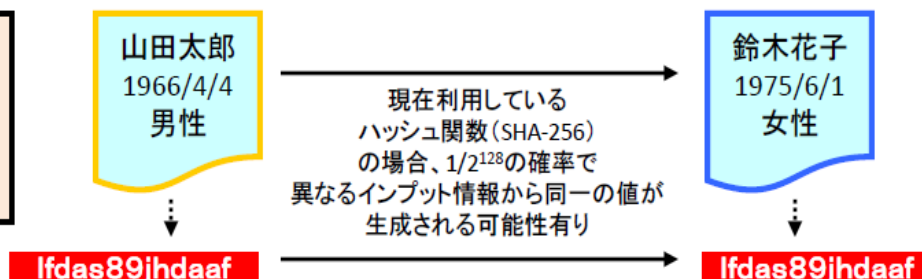 山田太郎
1966/4/4
男性
現在利用している
ハッシュ関数(SHA-256)
の場合、1/2¹²⁸の確率で
異なるインプット情報から同一の値が
生成される可能性有り
鈴木花子
1975/6/1
女性
lfdas89ihdaaf
lfdas89ihdaaf